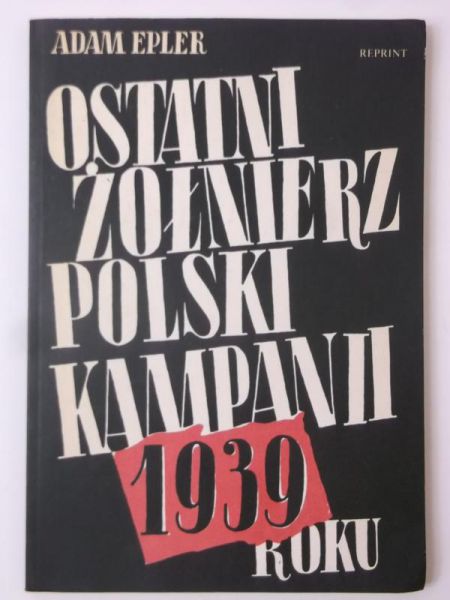 ADAM EPLER
REPRINT
OSTATNI
ŻOŁNIERZ
POLSKI
KAMPANII
1939
ROKU